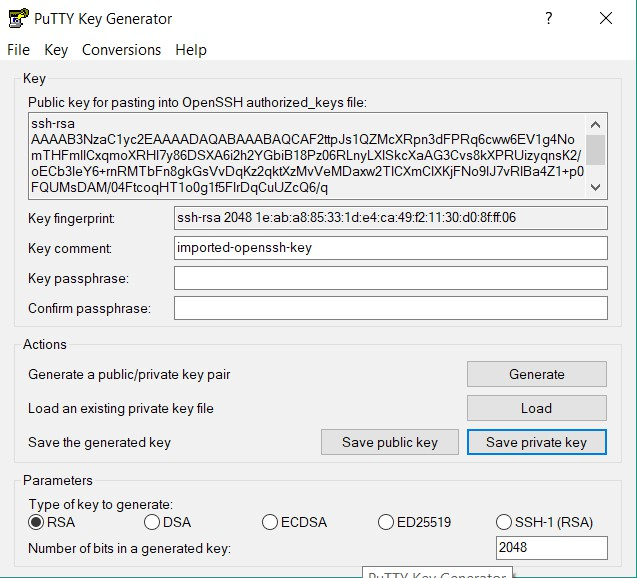 PuTTY Key Generator
File Key Conversions Help
Key
Public key for pasting into OpenSSH authorized_keys file:
ssh-rsa
AAAAB3NzaC1yc2EAAAADAQABAAABAQCAF2ttpJs1QZMcXRpn3dFPRq6cww6EV1g4No
mTHFmlICxqmoXRHI7y86DSXA6i2h2YGbiB18Pz06RLnyLXlSkcXaAG3Cvs8kXPRUizyqnsK2/
oECb3IeY6+rnRMTbFn8gkGsVvDqKz2qktXzMvVeMDaxw2TlCXmClXKjFNo9lJ7vRIBa4Z1+p0
FQUMsDAM/04FtcoqHT1o0g1f5FlrDqCuUZcQ6/q
Key fingerprint: ssh-rsa 2048 1e:ab:a8:85:33:1d:e4:ca:49:f2:11:30:d0:8f:ff:06
Key comment: imported-openssh-key
Key passphrase:
Confirm passphrase:
Actions
Generate a public/private key pair Generate
Load an existing private key file Load
Save the generated key Save public key Save private key
Parameters
Type of key to generate:
RSA DSA ECDSA ED25519 SSH-1 (RSA)
Number of bits in a generated key: 2048
PuTTY Key Generator